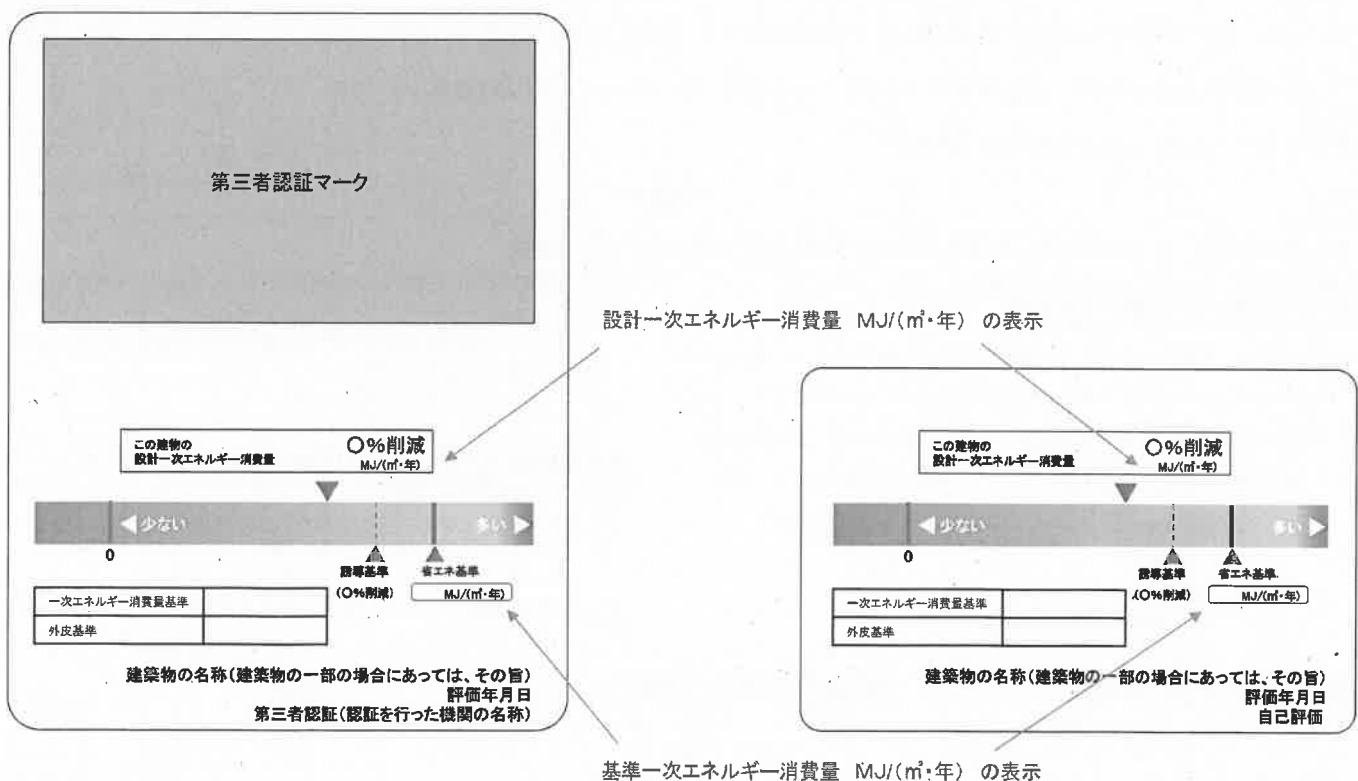 第三者認証マーク
設計一次エネルギー消費量 MJ/(㎡・年) の表示
この建物の
設計一次エネルギー消費量
〇%削減
MJ/(㎡・年)
◀少ない
多い▶
0
誘導基準
(〇%削減)
省エネ基準
MJ/(㎡・年)
一次エネルギー消費量基準
外皮基準
建築物の名称(建築物の一部の場合にあっては、その旨)
評価年月日
第三者認証(認証を行った機関の名称)
この建物の
設計一次エネルギー消費量
〇%削減
MJ/(㎡・年)
◀少ない
多い▶
0
誘導基準
(〇%削減)
省エネ基準
MJ/(㎡・年)
一次エネルギー消費量基準
外皮基準
建築物の名称(建築物の一部の場合にあっては、その旨)
評価年月日
自己評価
基準一次エネルギー消費量 MJ/(㎡・年) の表示